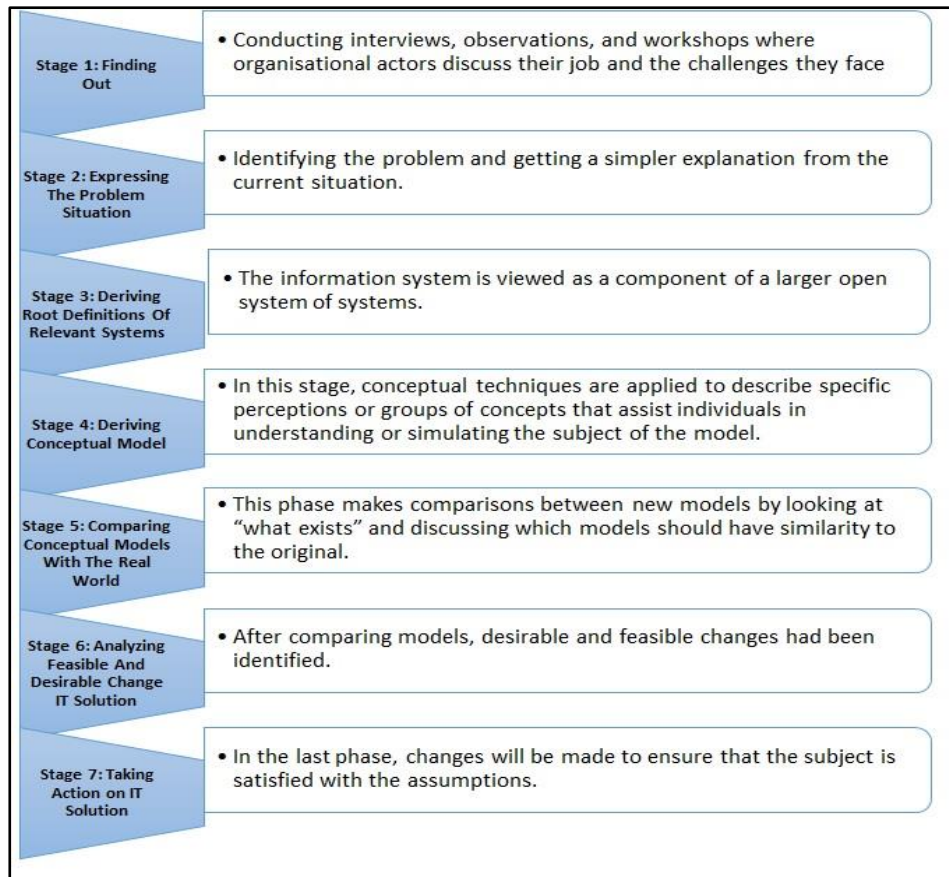 Stage 1: Finding
Out
• Conducting interviews, observations, and workshops where
organisational actors discuss their job and the challenges they face
Stage 2: Expressing
The Problem
Situation
• Identifying the problem and getting a simpler explanation from the
current situation.
Stage 3: Deriving
Root Definitions Of
Relevant Systems
• The information system is viewed as a component of a larger open
system of systems.
Stage 4: Deriving
Conceptual Model
• In this stage, conceptual techniques are applied to describe specific
perceptions or groups of concepts that assist individuals in
understanding or simulating the subject of the model.
Stage 5: Comparing
Conceptual Models
With The Real
World
• This phase makes comparisons between new models by looking at
“what exists” and discussing which models should have similarity to
the original.
Stage 6: Analyzing
Feasible And
Desirable Change
IT Solution
• After comparing models, desirable and feasible changes had been
identified.
Stage 7: Taking
Action on IT
Solution
• In the last phase, changes will be made to ensure that the subject is
satisfied with the assumptions.